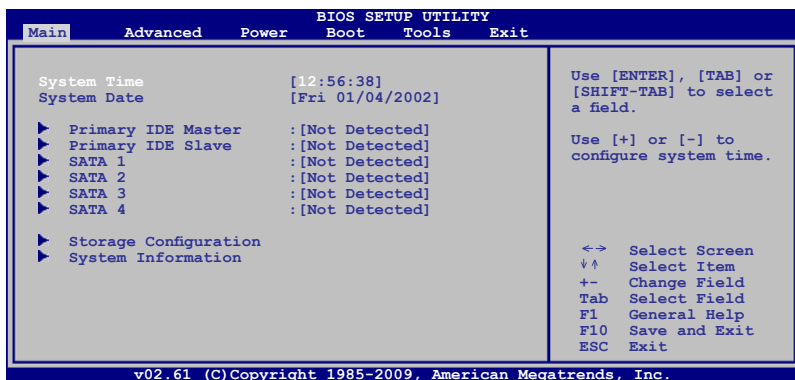 BIOS SETUP UTILITY
Main Advanced Power Boot Tools Exit
System Time [12:56:38]
System Date [Fri 01/04/2002]
Primary IDE Master :[Not Detected]
Primary IDE Slave :[Not Detected]
SATA 1 :[Not Detected]
SATA 2 :[Not Detected]
SATA 3 :[Not Detected]
SATA 4 :[Not Detected]
Storage Configuration
System Information
Use [ENTER], [TAB] or
[SHIFT-TAB] to select
a field.
Use [+] or [-] to
configure system time.
←→ Select Screen
↓↑ Select Item
+- Change Field
Tab Select Field
F1 General Help
F10 Save and Exit
ESC Exit
v02.61 (C)Copyright 1985-2009, American Megatrends, Inc.